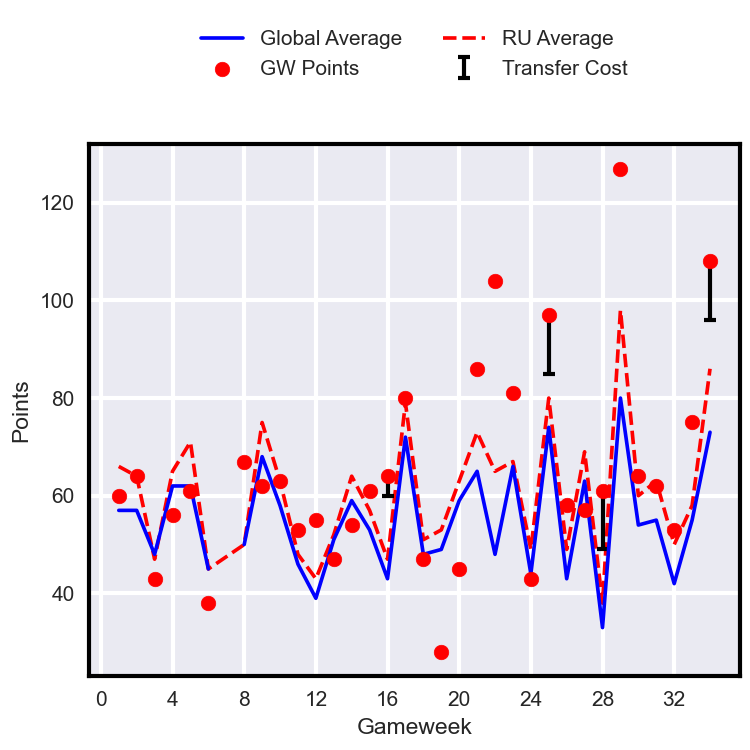 Global Average RU Average
GW Points Transfer Cost
120
100
80
60
40
Points
0 4 8 12 16 20 24 28 32
Gameweek